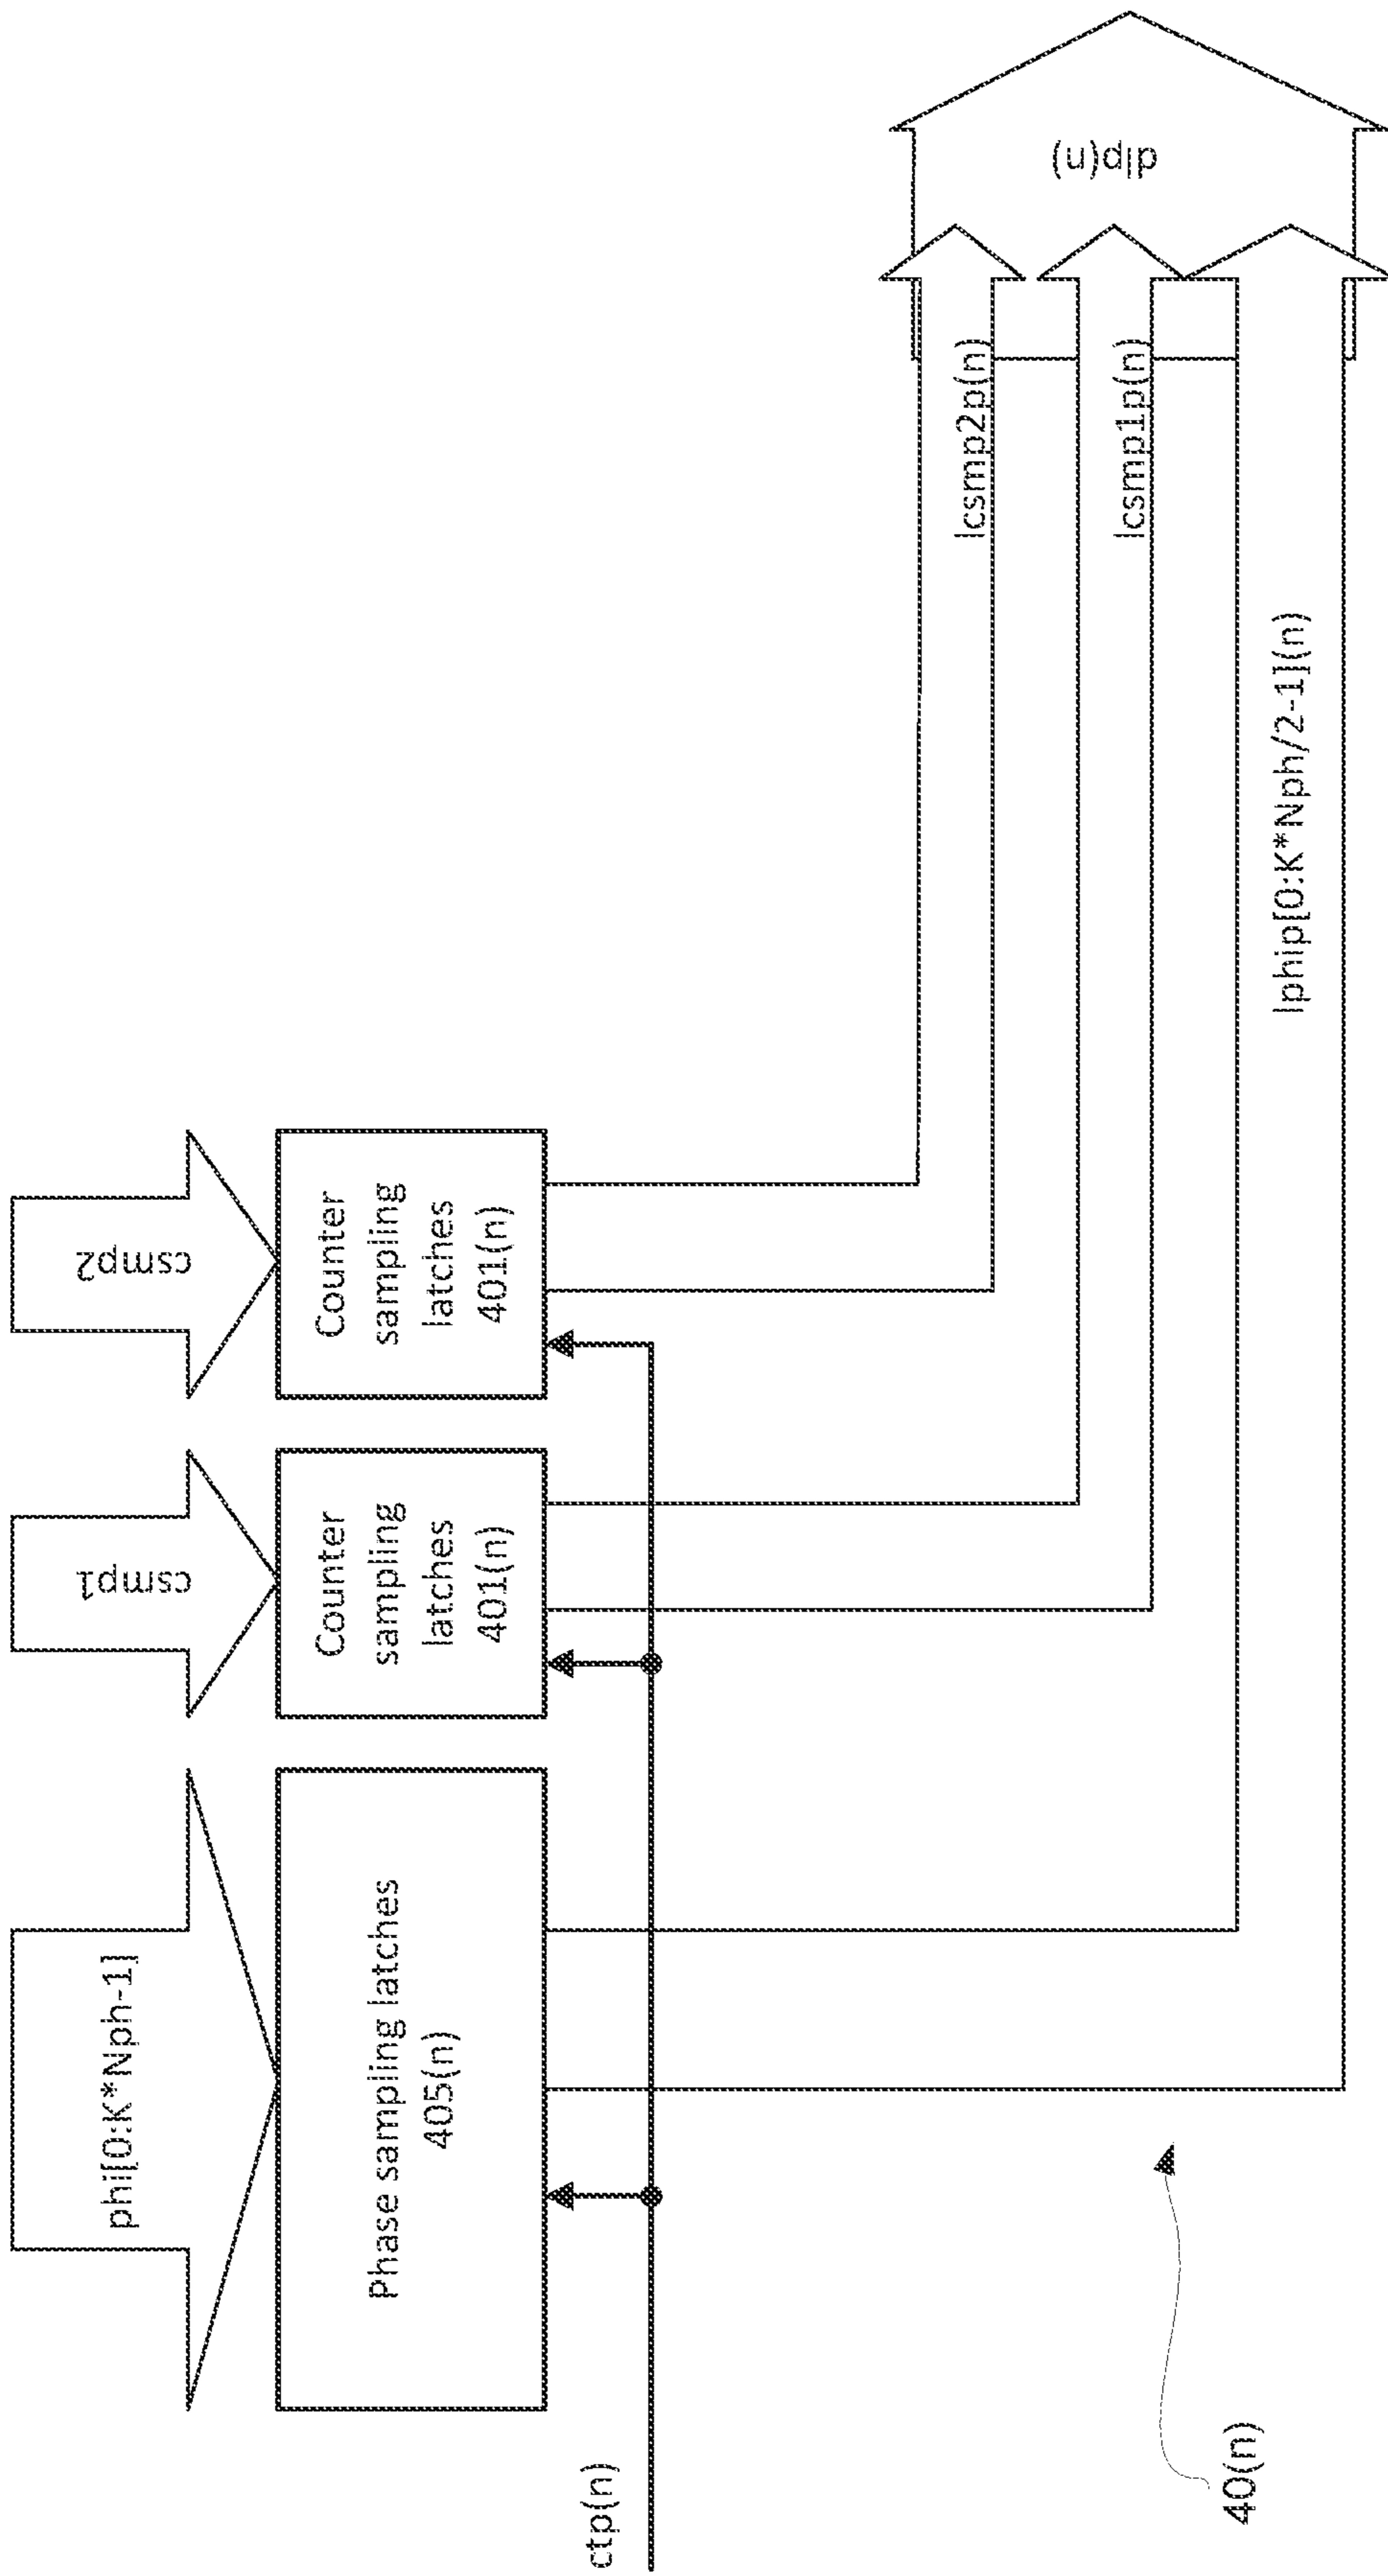 phi[0:K*Nph-1]
csmp1
csmp2
Phase sampling latches
405(n)
Counter
sampling
latches
401(n)
Counter
sampling
latches
401(n)
ctp(n)
lcsmp2p(n)
lcsmp1p(n)
lphip[0:K*Nph/2-1](n)
dlp(n)
40(n)